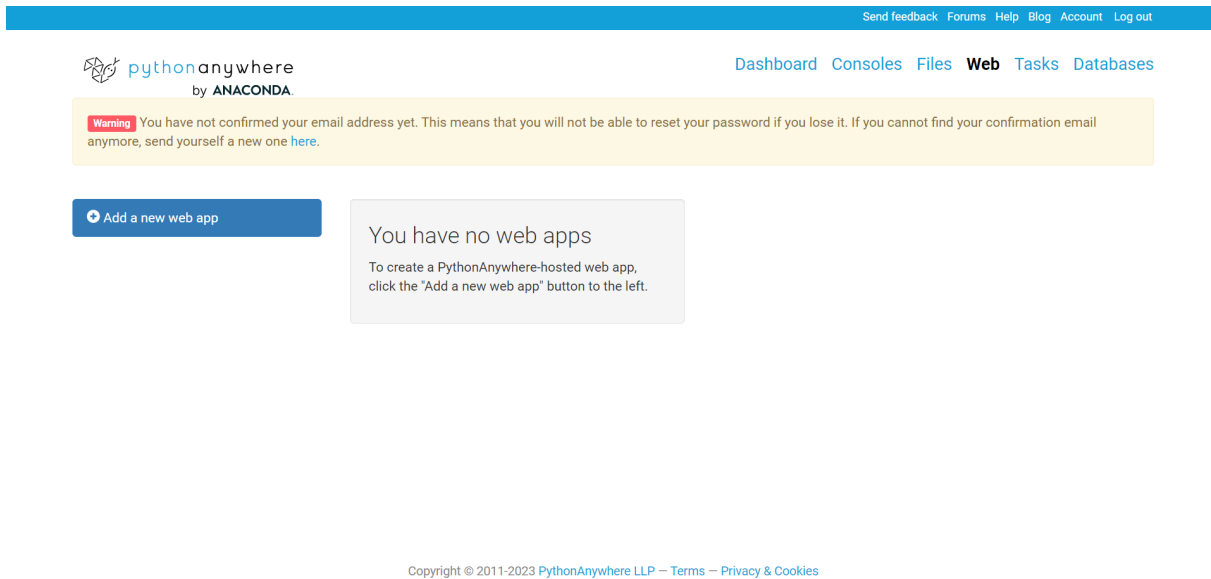 Send feedback Forums Help Blog Account Log out
pythonanywhere
by ANACONDA.
Dashboard Consoles Files Web Tasks Databases
Warning You have not confirmed your email address yet. This means that you will not be able to reset your password if you lose it. If you cannot find your confirmation email
anymore, send yourself a new one here.
Add a new web app
You have no web apps
To create a PythonAnywhere-hosted web app,
click the "Add a new web app" button to the left.
Copyright © 2011-2023 PythonAnywhere LLP — Terms — Privacy & Cookies